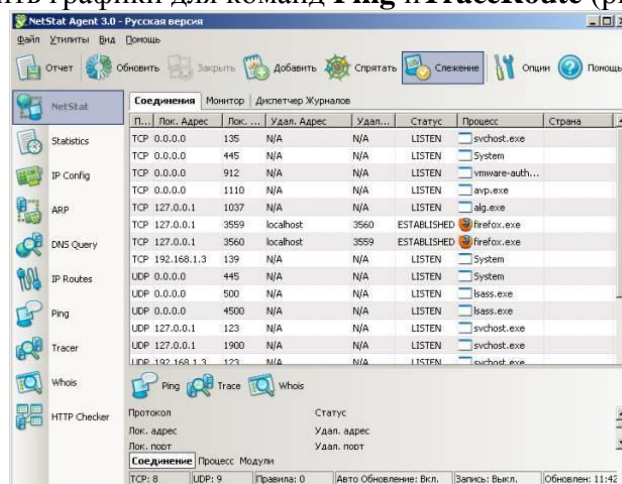 ить графики для команд Ping и TraceRoute
NetStat Agent 3.0 - Русская версия
Файл Утилиты Вид Помощь
Отчет Обновить Закрыть Добавить Спрятать Слежение Опции Помощь
NetStat
Statistics
IP Config
ARP
DNS Query
IP Routes
Ping
Tracer
Whois
HTTP Checker
Соединения Монитор Диспетчер Журналов
П... Лок. Адрес Лок. ... Удал. Адрес Удал... Статус Процесс Страна
TCP 0.0.0.0 135 N/A N/A LISTEN svchost.exe
TCP 0.0.0.0 445 N/A N/A LISTEN System
TCP 0.0.0.0 912 N/A N/A LISTEN vmware-auth...
TCP 0.0.0.0 1110 N/A N/A LISTEN avp.exe
TCP 127.0.0.1 1037 N/A N/A LISTEN alg.exe
TCP 127.0.0.1 3559 localhost 3560 ESTABLISHED firefox.exe
TCP 127.0.0.1 3560 localhost 3559 ESTABLISHED firefox.exe
TCP 192.168.1.3 139 N/A N/A LISTEN System
UDP 0.0.0.0 445 N/A N/A LISTEN System
UDP 0.0.0.0 500 N/A N/A LISTEN lsass.exe
UDP 0.0.0.0 4500 N/A N/A LISTEN lsass.exe
UDP 127.0.0.1 123 N/A N/A LISTEN svchost.exe
UDP 127.0.0.1 1900 N/A N/A LISTEN svchost.exe
UDP 192.168.1.3 123 N/A N/A LISTEN svchost.exe
Ping Trace Whois
Протокол Статус
Лок. адрес Удал. адрес
Лок. порт Удал. порт
Соединение Процесс Модули
TCP: 8 UDP: 9 Правила: 0 Авто Обновление: Вкл. Запись: Выкл. Обновлен: 11:42